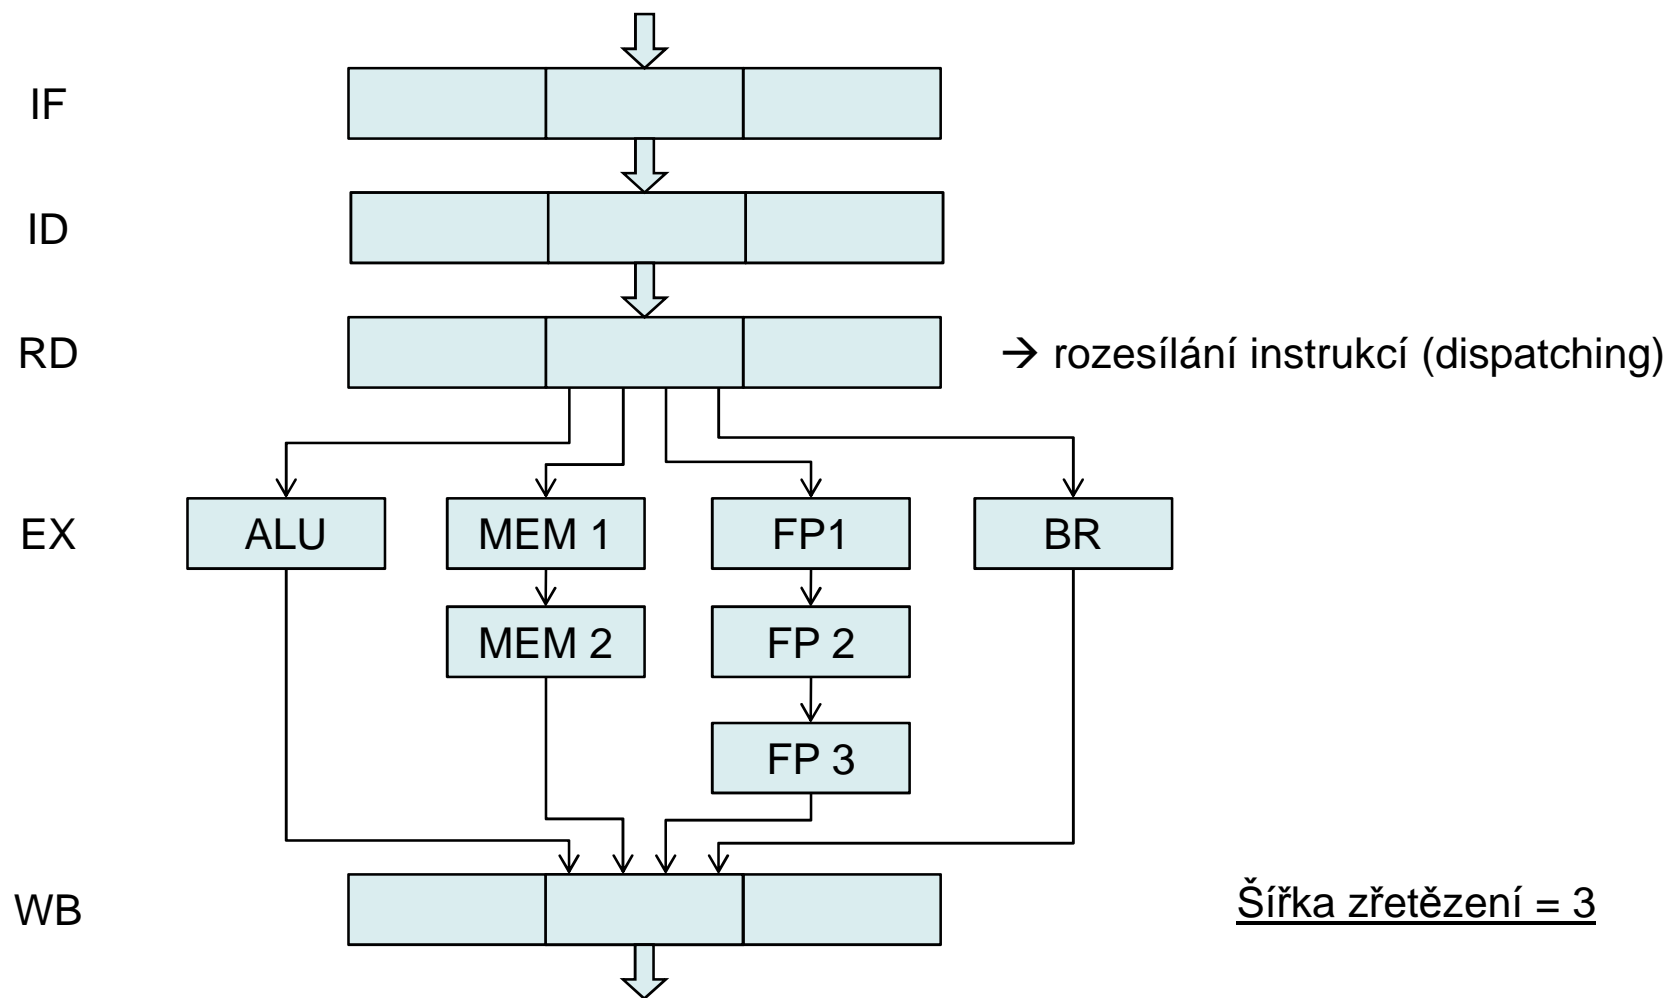 IF
ID
RD
→ rozesílání instrukcí (dispatching)
EX
ALU
MEM 1
FP1
BR
MEM 2
FP 2
FP 3
WB
Šířka zřetězení = 3